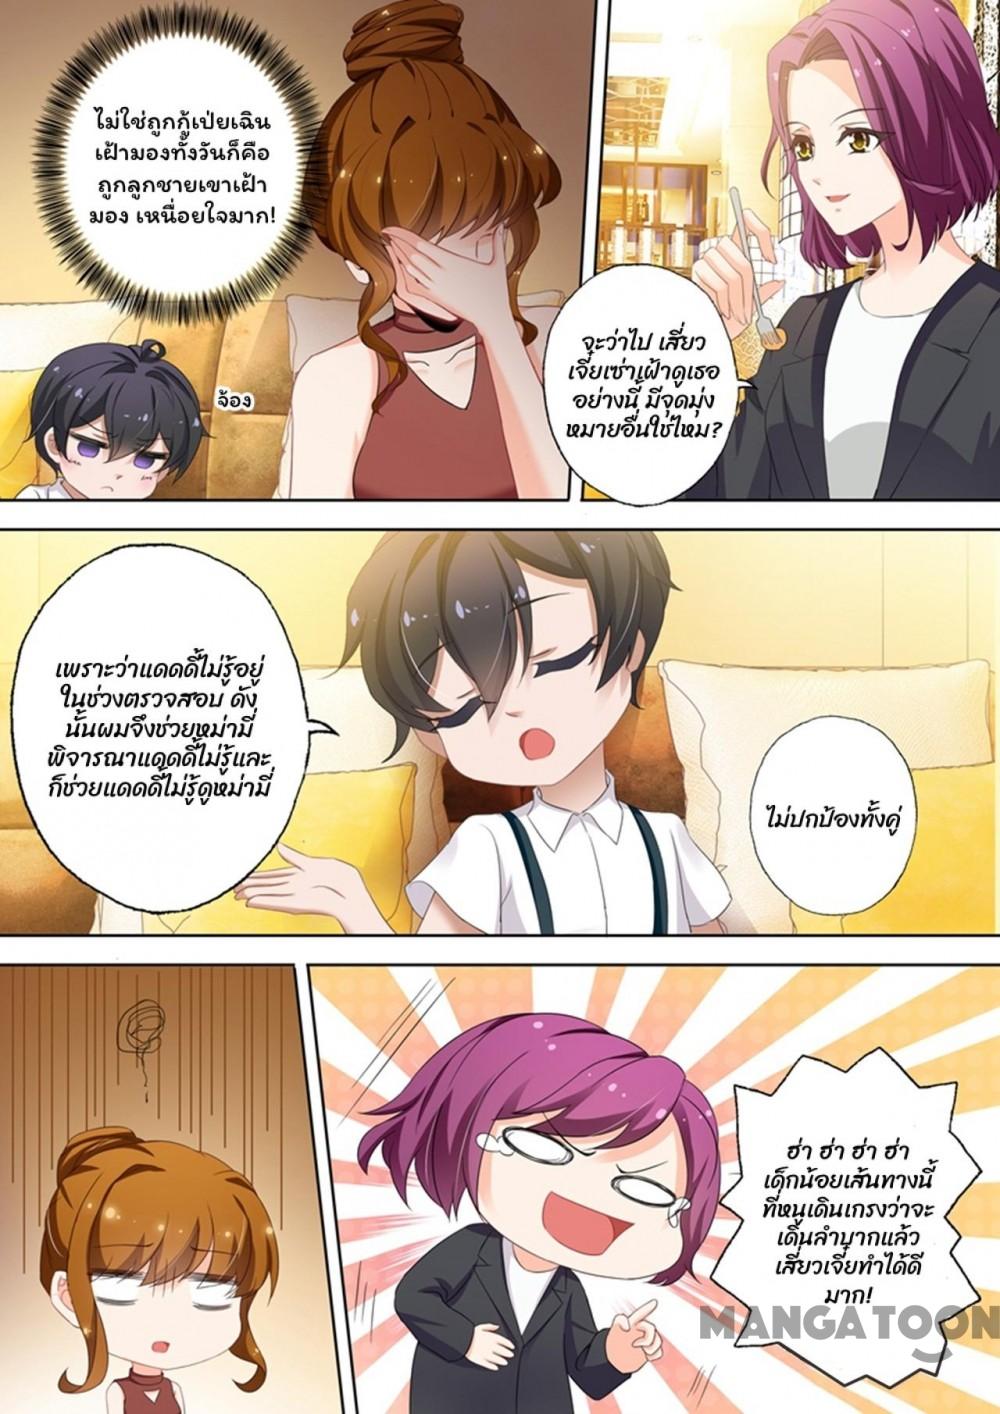 ไม่ใช่ถูกกู้เป่ยเฉิน
เฝ้ามองทั้งวันก็คือ
ถูกลูกชายเขาเฝ้า
มอง เหนื่อยใจมาก!
จ้อง
จะว่าไป เสี่ยว
เจี๋ยเซ่าเฝ้าดูเธอ
อย่างนี้ มีจุดมุ่ง
หมายอื่นใช่ไหม?
เพราะว่าแดดดี้ไม่รู้อยู่
ในช่วงตรวจสอบ ดัง
นั้นผมจึงช่วยหม่ามี๊
พิจารณาแดดดี้ไม่รู้และ
ก็ช่วยแดดดี้ไม่รู้ดูหม่ามี๊
ไม่ปกป้องทั้งคู่
ฮ่า ฮ่า ฮ่า ฮ่า
เด็กน้อยเส้นทางนี้
ที่หนูเดินเกรงว่าจะ
เดินลำบากแล้ว
เสี่ยวเจี๋ยทำได้ดี
มาก!
MANGATOON